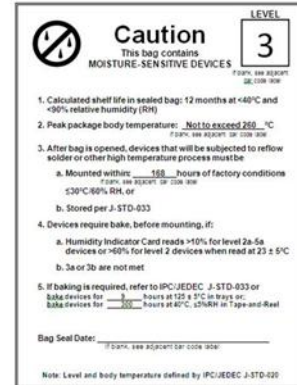 LEVEL
3
Caution
This bag contains
MOISTURE-SENSITIVE DEVICES
If blank, see adjacent
bar code label
1. Calculated shelf life in sealed bag: 12 months at <40°C and
<90% relative humidity (RH)
2. Peak package body temperature: Not to exceed 260 °C
If blank, see adjacent bar code label
3. After bag is opened, devices that will be subjected to reflow
solder or other high temperature process must be
a. Mounted within: 168 hours of factory conditions
If blank, see adjacent bar code label
≤30°C/60% RH, or
b. Stored per J-STD-033
4. Devices require bake, before mounting, if:
a. Humidity Indicator Card reads >10% for level 2a-5a
devices or >60% for level 2 devices when read at 23 ± 5°C
b. 3a or 3b are not met
5. If baking is required, refer to IPC/JEDEC J-STD-033 or
bake devices for hours at 125 ± 5°C in trays or;
bake devices for hours at 40°C, ≤5%RH in Tape-and-Reel
Bag Seal Date:
If blank, see adjacent bar code label
Note: Level and body temperature defined by IPC/JEDEC J-STD-020